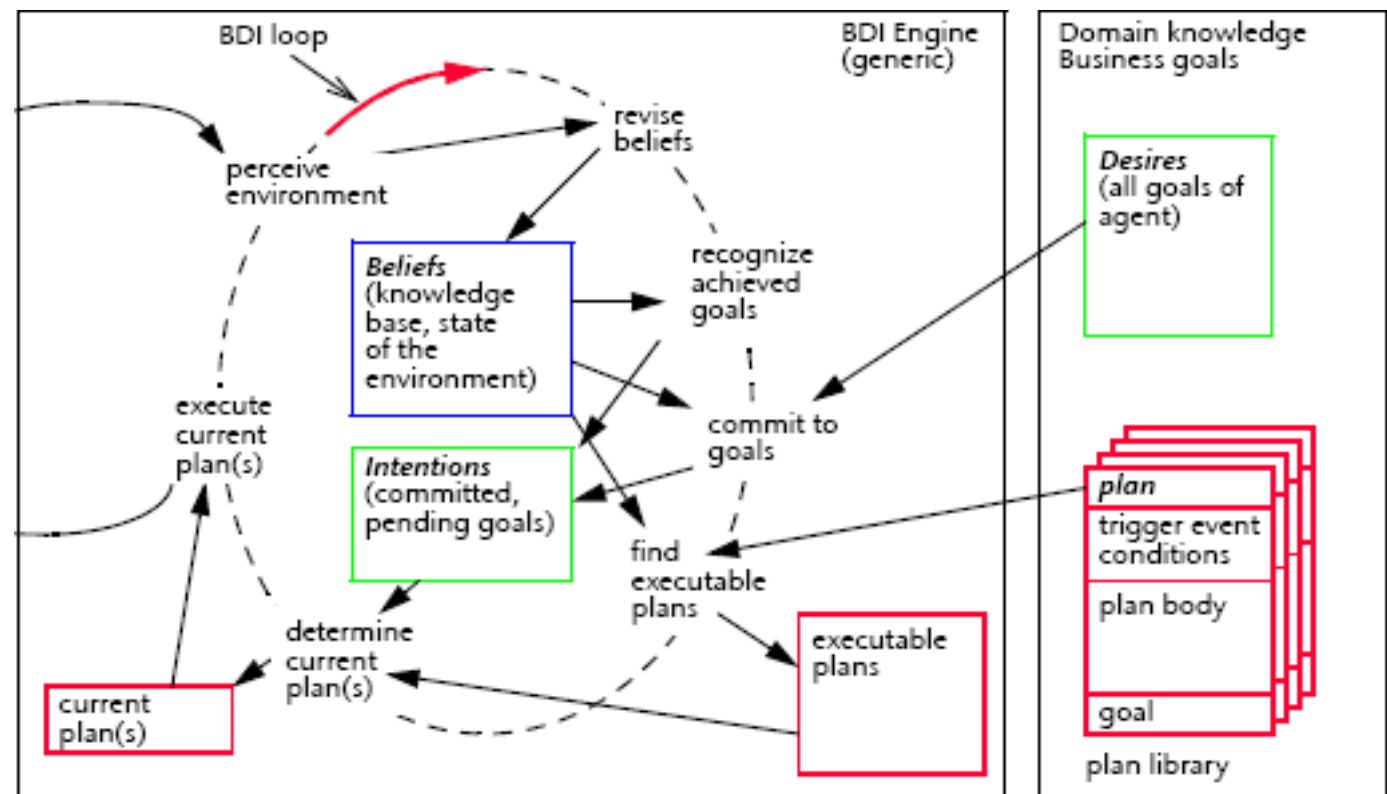 BDI loop
BDI Engine
(generic)
Domain knowledge
Business goals
revise
beliefs
perceive
environment
Desires
(all goals of
agent)
Beliefs
(knowledge
base, state
of the
environment)
recognize
achieved
goals
execute
current
plan(s)
commit to
goals
Intentions
(committed,
pending goals)
plan
trigger event
conditions
plan body
goal
plan library
find
executable
plans
determine
current
plan(s)
executable
plans
current
plan(s)